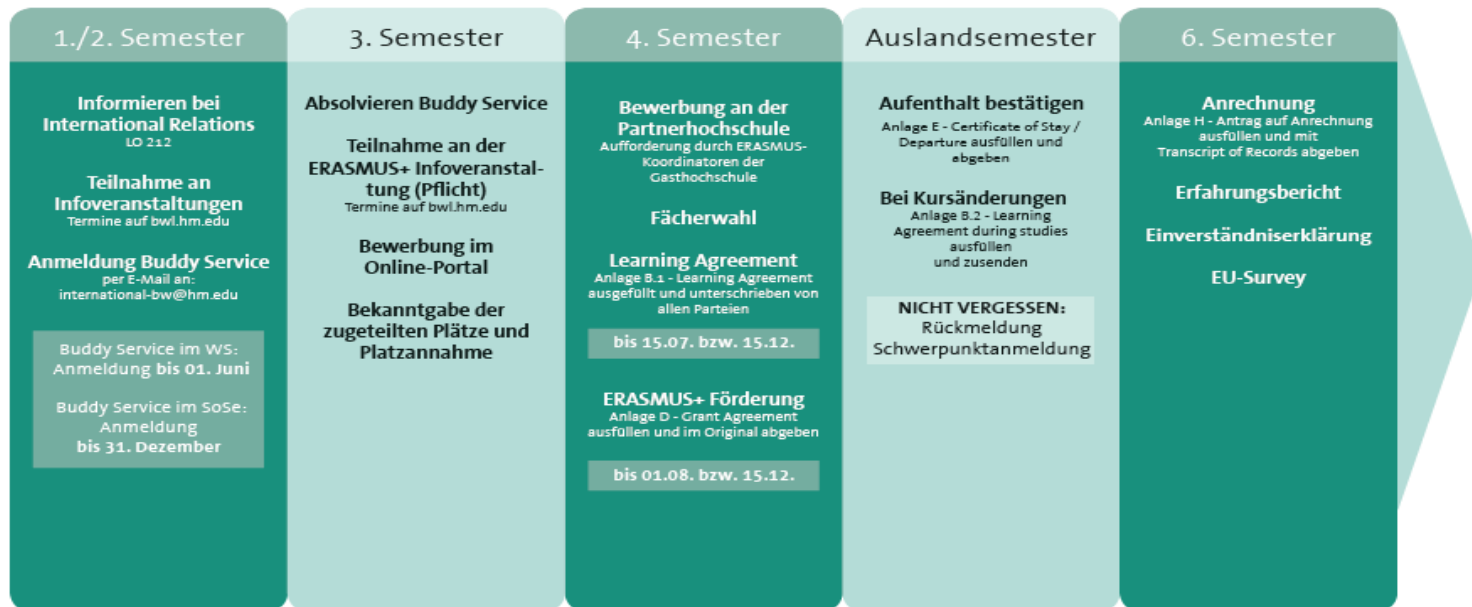 1./2. Semester
Informieren bei
International Relations
LO 212
Teilnahme an
Infoveranstaltungen
Termine auf bwl.hm.edu
Anmeldung Buddy Service
per E-Mail an:
international-bw@hm.edu
Buddy Service im WS:
Anmeldung bis 01. Juni
Buddy Service im SoSe:
Anmeldung
bis 31. Dezember
3. Semester
Absolvieren Buddy Service
Teilnahme an der
ERASMUS+ Infoveranstal-
tung (Pflicht)
Termine auf bwl.hm.edu
Bewerbung im
Online-Portal
Bekanntgabe der
zugeteilten Plätze und
Platzannahme
4. Semester
Bewerbung an der
Partnerhochschule
Aufforderung durch ERASMUS-
Koordinatoren der
Gasthochschule
Fächerwahl
Learning Agreement
Anlage B.1 - Learning Agreement
ausgefüllt und unterschrieben von
allen Parteien
bis 15.07. bzw. 15.12.
ERASMUS+ Förderung
Anlage D - Grant Agreement
ausfüllen und im Original abgeben
bis 01.08. bzw. 15.12.
Auslandsemester
Aufenthalt bestätigen
Anlage E - Certificate of Stay /
Departure ausfüllen und
abgeben
Bei Kursänderungen
Anlage B.2 - Learning
Agreement during studies
ausfüllen
und zusenden
NICHT VERGESSEN:
Rückmeldung
Schwerpunktanmeldung
6. Semester
Anrechnung
Anlage H - Antrag auf Anrechnung
ausfüllen und mit
Transcript of Records abgeben
Erfahrungsbericht
Einverständniserklärung
EU-Survey